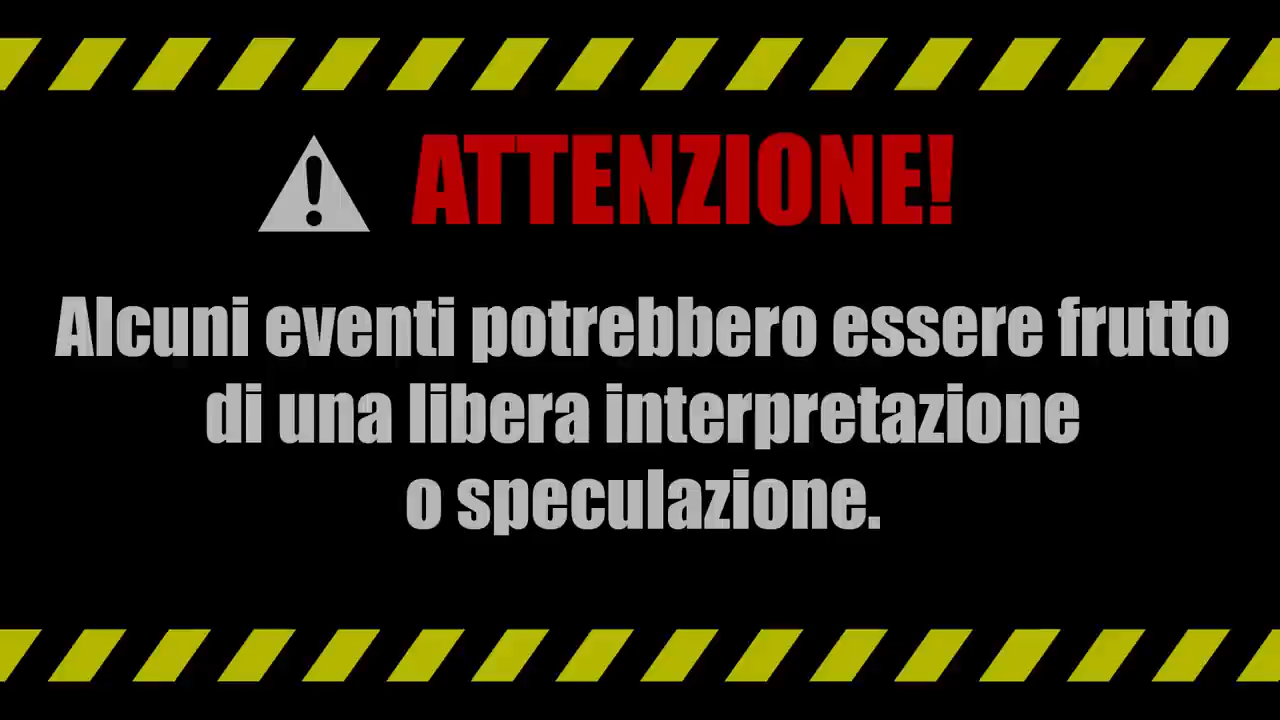 ATTENZIONE!
Alcuni eventi potrebbero essere frutto
di una libera interpretazione
o speculazione.